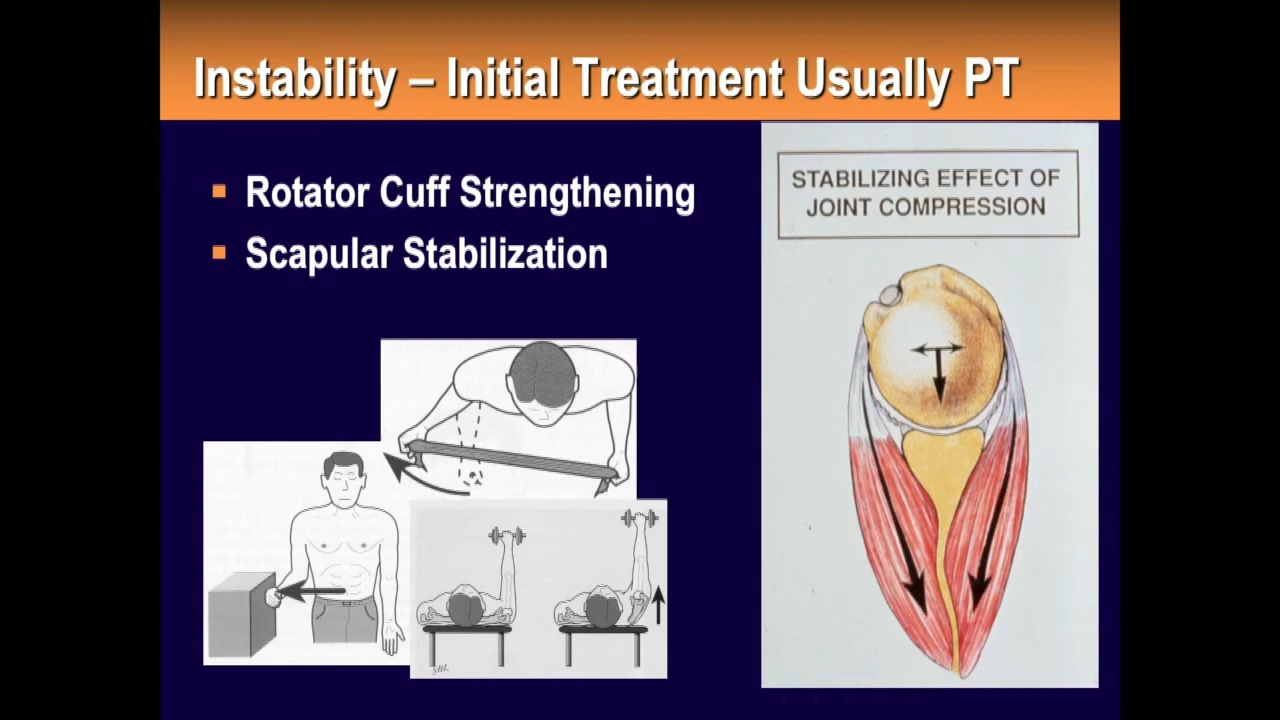 Instability – Initial Treatment Usually PT
Rotator Cuff Strengthening
Scapular Stabilization
STABILIZING EFFECT OF
JOINT COMPRESSION